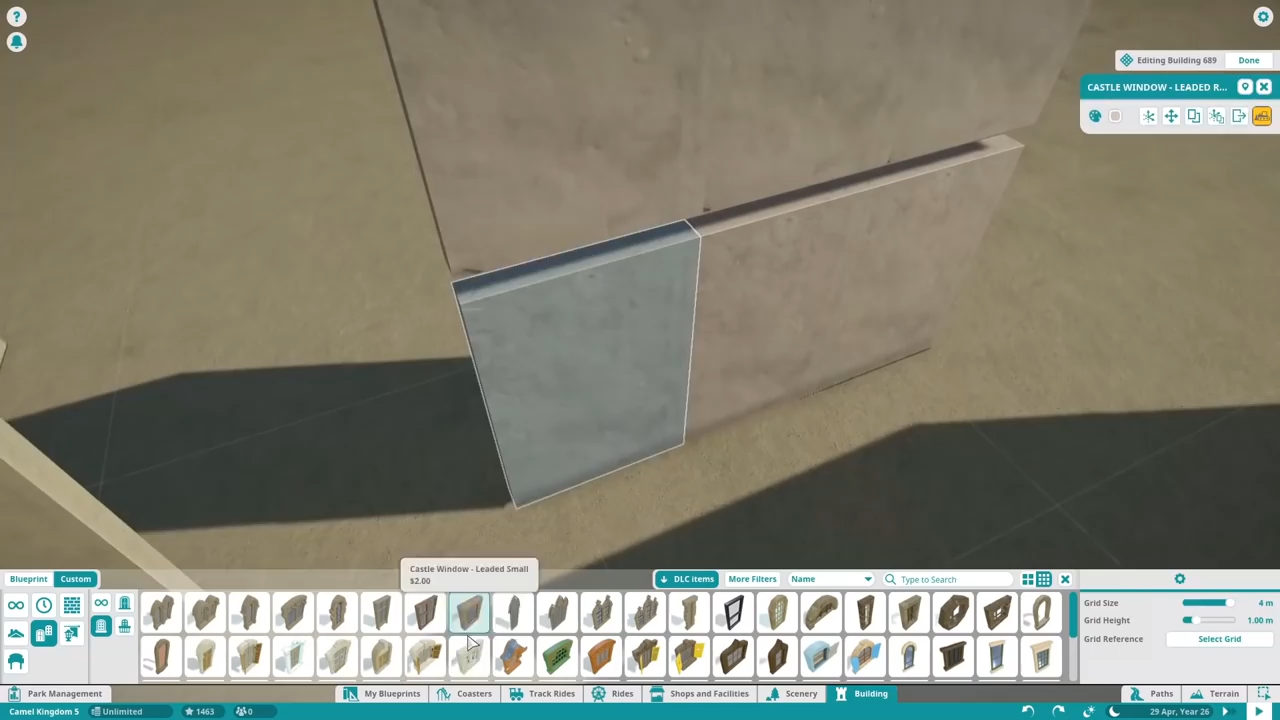 ?
Editing Building 689 Done
CASTLE WINDOW - LEADED R...
Castle Window - Leaded Small
$2.00
Blueprint Custom DLC items More Filters Name Type to Search
Grid Size 4 m
Grid Height 1.00 m
Grid Reference Select Grid
Park Management My Blueprints Coasters Track Rides Rides Shops and Facilities Scenery Building Paths Terrain
Camel Kingdom 5 Unlimited 1463 0 29 Apr, Year 26